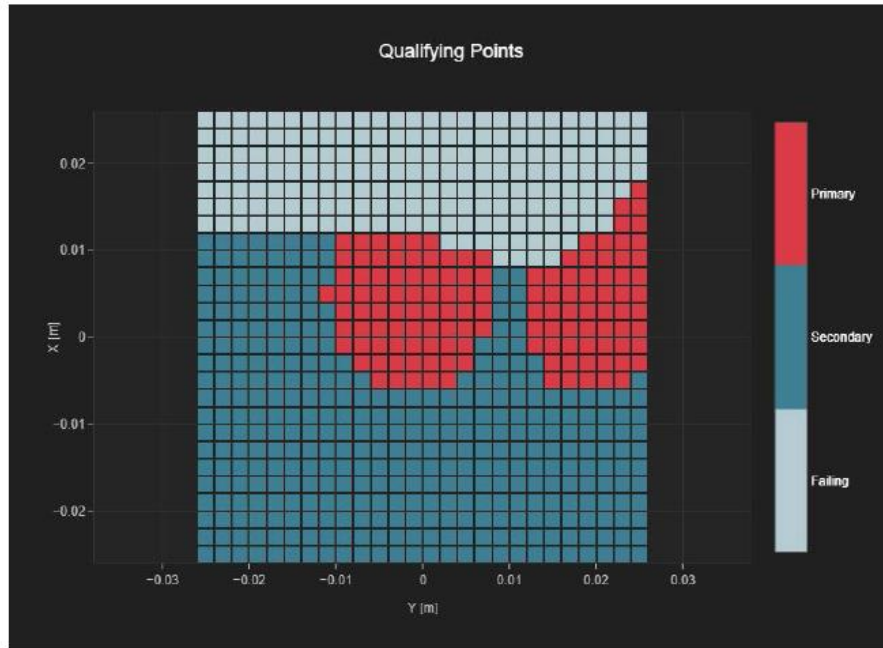 Qualifying Points
0.02
0.01
0
−0.01
−0.02
X [m]
−0.03
−0.02
−0.01
0
0.01
0.02
0.03
Y [m]
Primary
Secondary
Failing